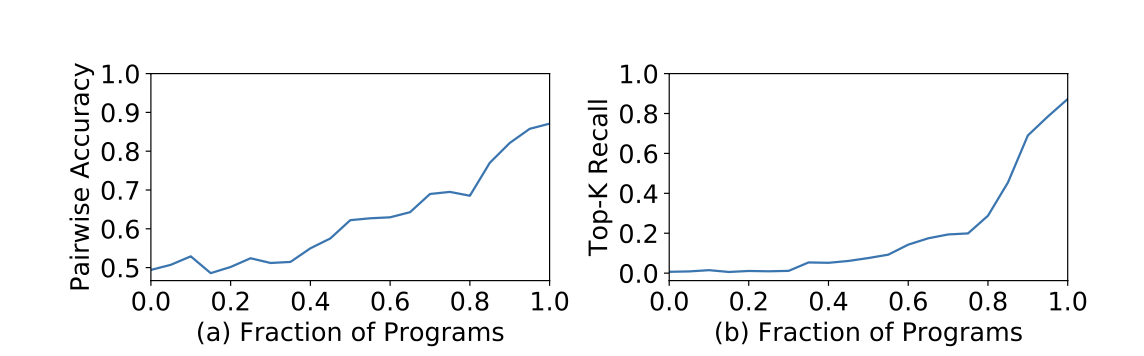 Pairwise Accuracy
1.0
0.9
0.8
0.7
0.6
0.5
0.0 0.2 0.4 0.6 0.8 1.0
(a) Fraction of Programs
Top-K Recall
1.0
0.8
0.6
0.4
0.2
0.0
0.0 0.2 0.4 0.6 0.8 1.0
(b) Fraction of Programs